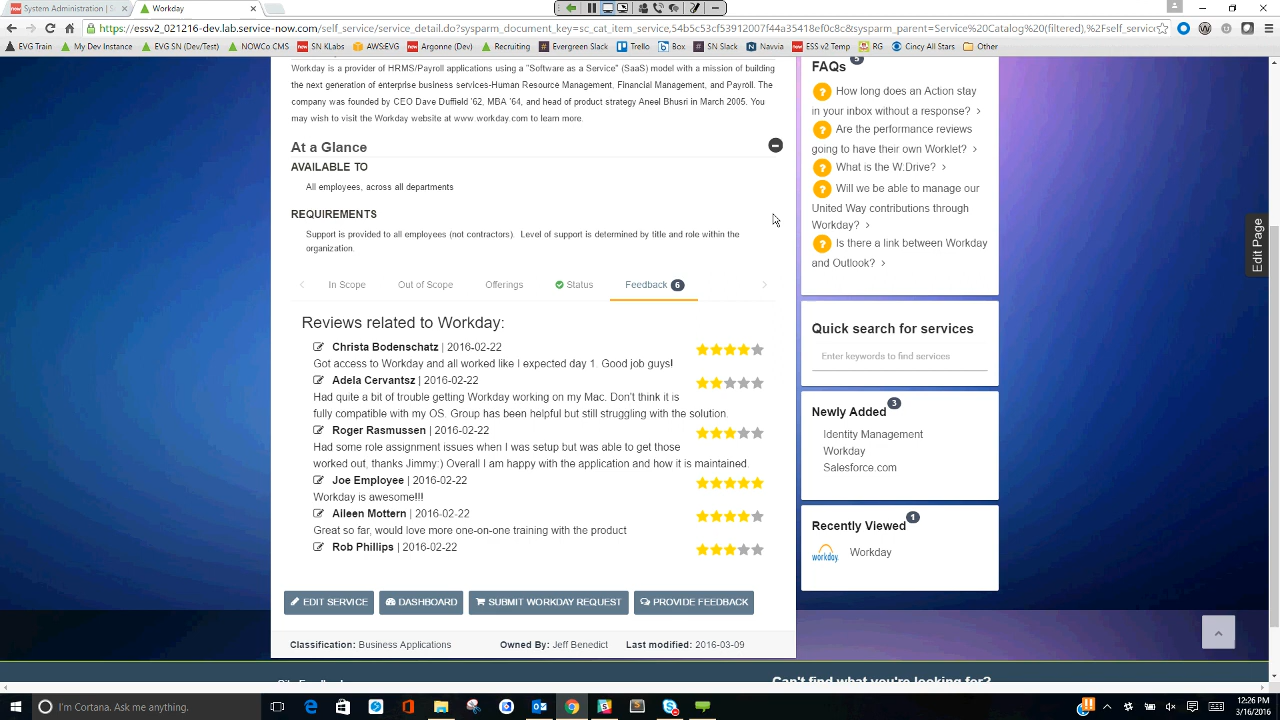 System Administration | S
Workday
https://essv2_021216-dev.lab.service-now.com/self_service/service_detail.do?sysparm_document_key=sc_cat_item_service,54b5c53cf53912007f44a35418ef0c8c&sysparm_parent=Service%20Catalog%20(filtered),%2Fself_servic
EVG Train
My Dev Instance
EVG ITSM Demo
NOWCO CMS
SN KLabs
AWS:EVG
Argonne (Dev)
Recruiting
Evergreen Slack
Trello
Box
SN Slack
Navvia
ESS v2 Temp
RG
Cincy All Stars
Other
Workday is a provider of HRMS/Payroll applications using a "Software as a Service" (SaaS) model with a mission of building
the next generation of enterprise business services-Human Resource Management, Financial Management, and Payroll. The
company was founded by CEO Dave Duffield '62, MBA '64, and head of product strategy Aneel Bhusri in March 2005. You
may wish to visit the Workday website at www.workday.com to learn more.
At a Glance
AVAILABLE TO
All employees, across all departments
REQUIREMENTS
Support is provided to all employees (not contractors). Level of support is determined by title and role within the
organization.
In Scope Out of Scope Offerings Status Feedback 6
Reviews related to Workday:
Christa Bodenschatz | 2016-02-22
Got access to Workday and all worked like I expected day 1. Good job guys!
Adela Cervantsz | 2016-02-22
Had quite a bit of trouble getting Workday working on my Mac. Don't think it is
fully compatible with my OS. Group has been helpful but still struggling with the solution.
Roger Rasmussen | 2016-02-22
Had some role assignment issues when I was setup but was able to get those
worked out, thanks Jimmy:) Overall I am happy with the application and how it is maintained.
Joe Employee | 2016-02-22
Workday is awesome!!!
Aileen Mottern | 2016-02-22
Great so far, would love more one-on-one training with the product
Rob Phillips | 2016-02-22
EDIT SERVICE DASHBOARD SUBMIT WORKDAY REQUEST PROVIDE FEEDBACK
Classification: Business Applications Owned By: Jeff Benedict Last modified: 2016-03-09
FAQs 5
How long does an Action stay
in your inbox without a response? >
Are the performance reviews
going to have their own Worklet? >
What is the W:Drive? >
Will we be able to manage our
United Way contributions through
Workday? >
Is there a link between Workday
and Outlook? >
Quick search for services
Enter keywords to find services
Newly Added 3
Identity Management
Workday
Salesforce.com
Recently Viewed 1
workday Workday
Edit Page
Can't find what you're looking for?
I'm Cortana. Ask me anything.
12:26 PM
3/16/2016